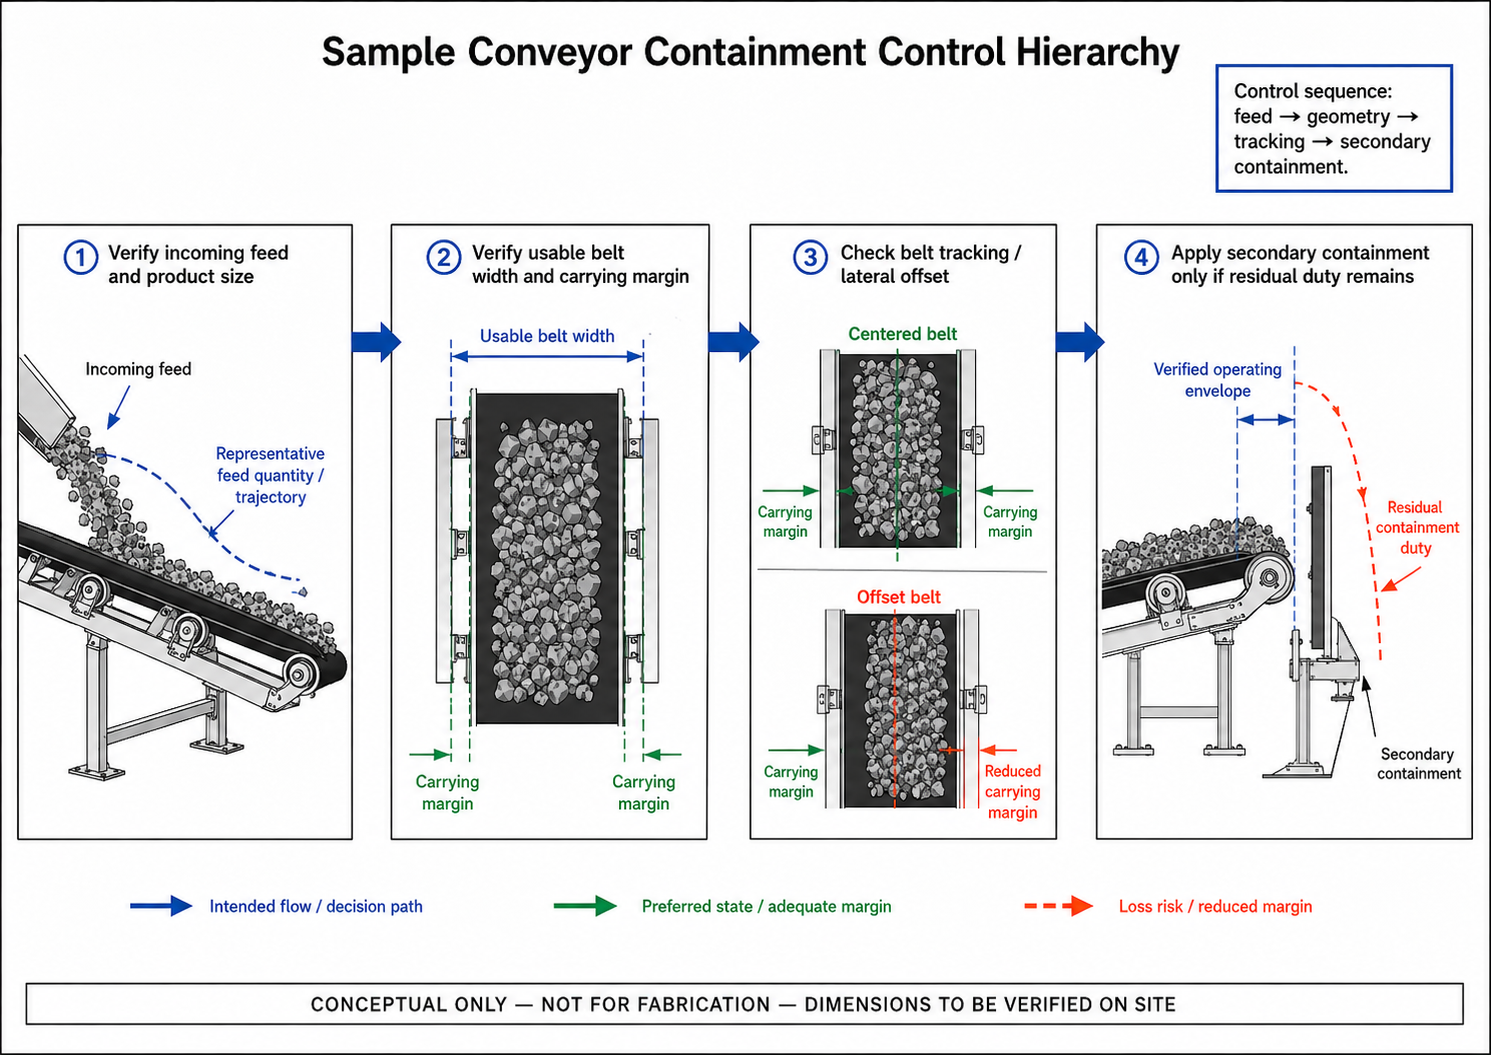 Sample Conveyor Containment Control Hierarchy
Control sequence:
feed → geometry →
tracking → secondary
containment.
1
Verify incoming feed
and product size
Incoming feed
Representative
feed quantity /
trajectory
2
Verify usable belt
width and carrying margin
Usable belt width
Carrying
margin
Carrying
margin
3
Check belt tracking /
lateral offset
Centered belt
Carrying
margin
Carrying
margin
Offset belt
Carrying
margin
Reduced
carrying
margin
4
Apply secondary containment
only if residual duty remains
Verified operating
envelope
Residual
containment
duty
Secondary
containment
Intended flow / decision path
Preferred state / adequate margin
Loss risk / reduced margin
CONCEPTUAL ONLY — NOT FOR FABRICATION — DIMENSIONS TO BE VERIFIED ON SITE